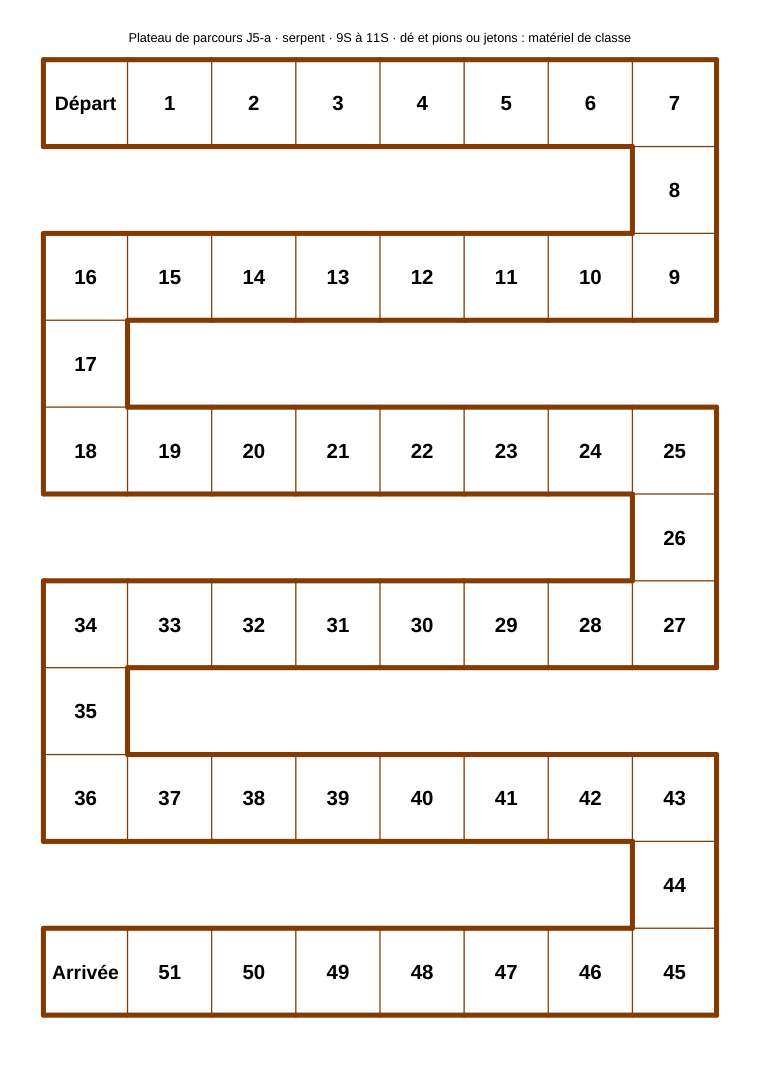 Plateau de parcours J5-a · serpent · 9S à 11S · dé et pions ou jetons : matériel de classe
Départ 1 2 3 4 5 6 7
8
16 15 14 13 12 11 10 9
17
18 19 20 21 22 23 24 25
26
34 33 32 31 30 29 28 27
35
36 37 38 39 40 41 42 43
44
Arrivée 51 50 49 48 47 46 45